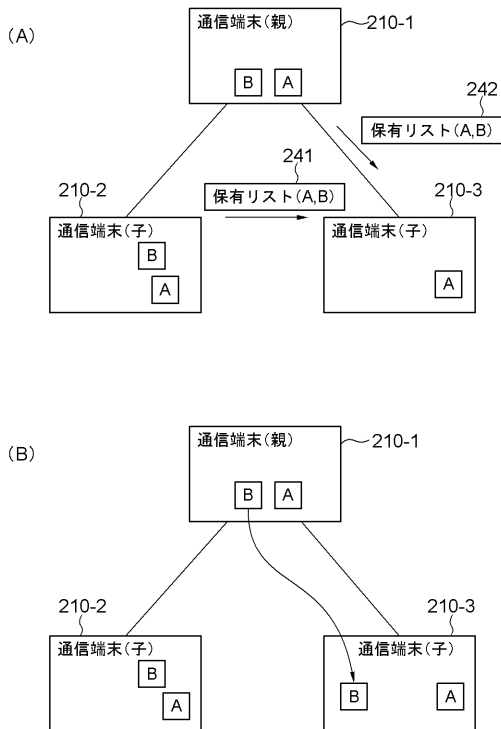 (A)
通信端末(親)
210-1
B
A
242
保有リスト(A,B)
241
保有リスト(A,B)
210-2
通信端末(子)
B
A
210-3
通信端末(子)
A
(B)
通信端末(親)
210-1
B
A
210-2
通信端末(子)
B
A
210-3
通信端末(子)
B
A